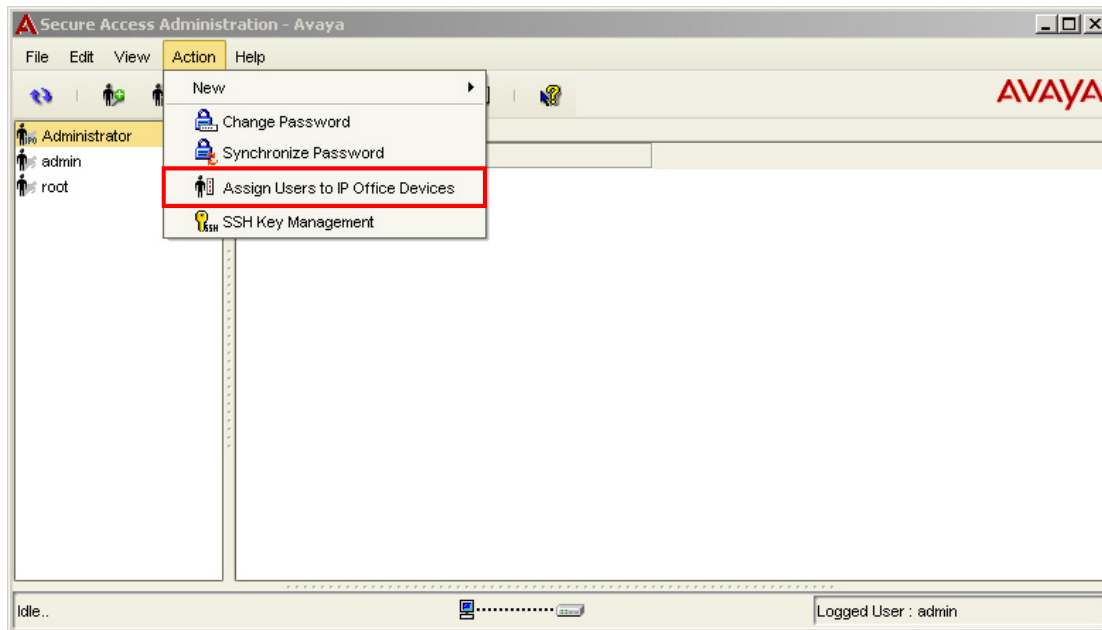 Secure Access Administration - Avaya
File Edit View Action Help
AVAYA
New
Change Password
Synchronize Password
Assign Users to IP Office Devices
SSH SSH Key Management
Administrator
admin
root
Idle..
Logged User : admin